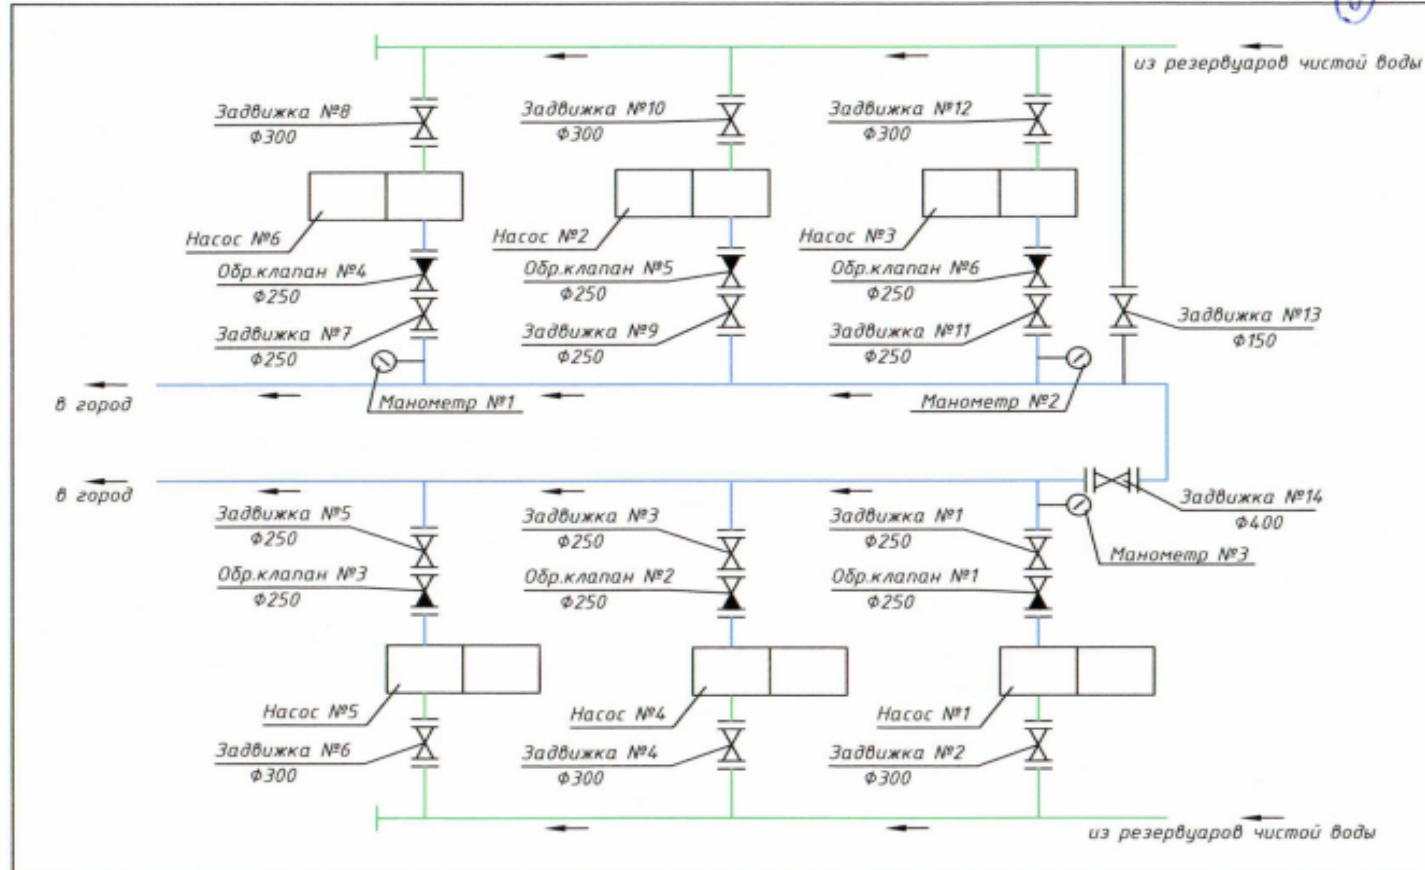 из резервуаров чистой воды
Задвижка №8
Ф300
Задвижка №10
Ф300
Задвижка №12
Ф300
Насос №6
Насос №2
Насос №3
Обр.клапан №4
Ф250
Обр.клапан №5
Ф250
Обр.клапан №6
Ф250
Задвижка №7
Ф250
Задвижка №9
Ф250
Задвижка №11
Ф250
Задвижка №13
Ф150
в город
Манометр №1
Манометр №2
в город
Задвижка №5
Ф250
Задвижка №3
Ф250
Задвижка №1
Ф250
Задвижка №14
Ф400
Манометр №3
Обр.клапан №3
Ф250
Обр.клапан №2
Ф250
Обр.клапан №1
Ф250
Насос №5
Насос №4
Насос №1
Задвижка №6
Ф300
Задвижка №4
Ф300
Задвижка №2
Ф300
из резервуаров чистой воды